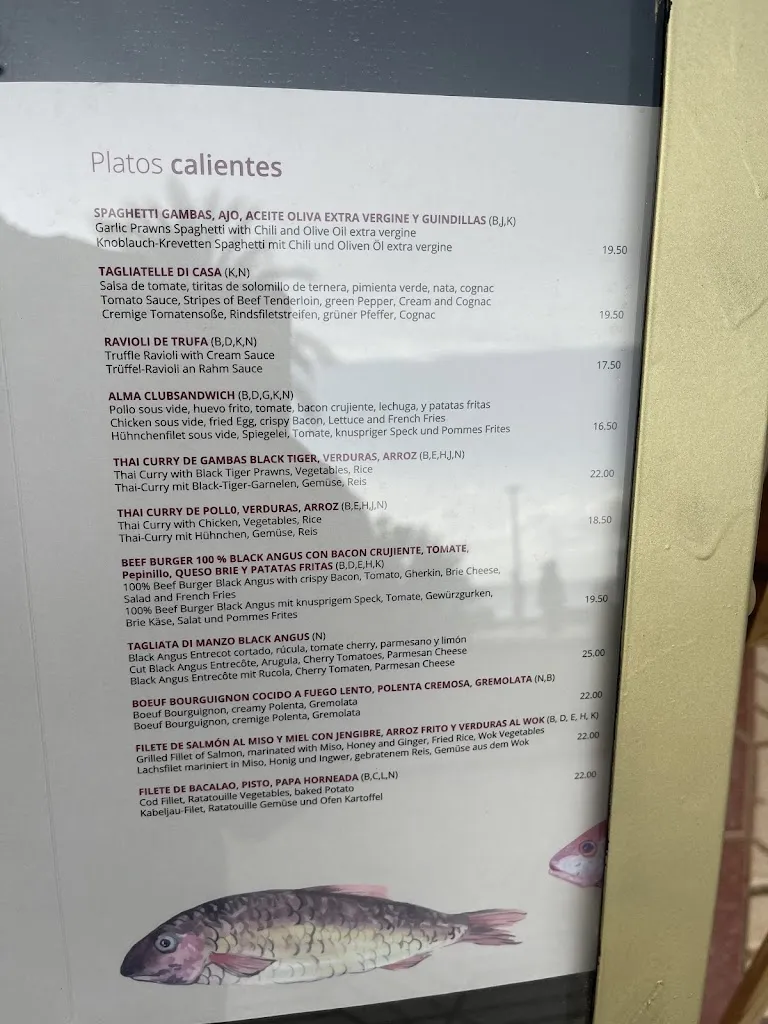 Platos calientes
SPAGHETTI GAMBAS, AJO, ACEITE OLIVA EXTRA VERGINE Y GUINDILLAS (B,J,K)
Garlic Prawns Spaghetti with Chili and Olive Oil extra vergine
Knoblauch-Krevetten Spaghetti mit Chili und Oliven Öl extra vergine
19.50
TAGLIATELLE DI CASA (K,N)
Salsa de tomate, tiritas de solomillo de ternera, pimienta verde, nata, cognac
Tomato Sauce, Stripes of Beef Tenderloin, green Pepper, Cream and Cognac
Cremige Tomatensoße, Rindsfiletstreifen, grüner Pfeffer, Cognac
19.50
RAVIOLI DE TRUFA (B,D,K,N)
Truffle Ravioli with Cream Sauce
Trüffel-Ravioli an Rahm Sauce
17.50
ALMA CLUBSANDWICH (B,D,G,K,N)
Pollo sous vide, huevo frito, tomate, bacon crujiente, lechuga, y patatas fritas
Chicken sous vide, fried Egg, crispy Bacon, Lettuce and French Fries
Hühnchenfilet sous vide, Spiegelei, Tomate, knuspriger Speck und Pommes Frites
16.50
THAI CURRY DE GAMBAS BLACK TIGER, VERDURAS, ARROZ (B,E,H,J,N)
Thai Curry with Black Tiger Prawns, Vegetables, Rice
Thai-Curry mit Black-Tiger-Garnelen, Gemüse, Reis
22.00
THAI CURRY DE POLL0, VERDURAS, ARROZ (B,E,H,I,N)
Thai Curry with Chicken, Vegetables, Rice
Thai-Curry mit Hühnchen, Gemüse, Reis
18.50
BEEF BURGER 100 % BLACK ANGUS CON BACON CRUJIENTE, TOMATE,
Pepinillo, QUESO BRIE Y PATATAS FRITAS (B,D,E,H,K)
100% Beef Burger Black Angus with crispy Bacon, Tomato, Gherkin, Brie Cheese,
Salad and French Fries
100% Beef Burger Black Angus mit knusprigem Speck, Tomate, Gewürzgurken,
Brie Käse, Salat und Pommes Frites
19.50
TAGLIATA DI MANZO BLACK ANGUS (N)
Black Angus Entrecot cortado, rúcula, tomate cherry, parmesano y limón
Cut Black Angus Entrecôte, Arugula, Cherry Tomatoes, Parmesan Cheese
Black Angus Entrecôte mit Rucola, Cherry Tomaten, Parmesan Cheese
25.00
BOEUF BOURGUIGNON COCIDO A FUEGO LENTO, POLENTA CREMOSA, GREMOLATA (N,B)
Boeuf Bourguignon, creamy Polenta, Gremolata
Boeuf Bourguignon, cremige Polenta, Gremolata
22.00
FILETE DE SALMÓN AL MISO Y MIEL CON JENGIBRE, ARROZ FRITO Y VERDURAS AL WOK (B, D, E, H, K)
Grilled Fillet of Salmon, marinated with Miso, Honey and Ginger, Fried Rice, Wok Vegetables
Lachsfilet mariniert in Miso, Honig und Ingwer, gebratenem Reis, Gemüse aus dem Wok
22.00
FILETE DE BACALAO, PISTO, PAPA HORNEADA (B,C,L,N)
Cod Fillet, Ratatouille Vegetables, baked Potato
Kabeljau-Filet, Ratatouille Gemüse und Ofen Kartoffel
22.00